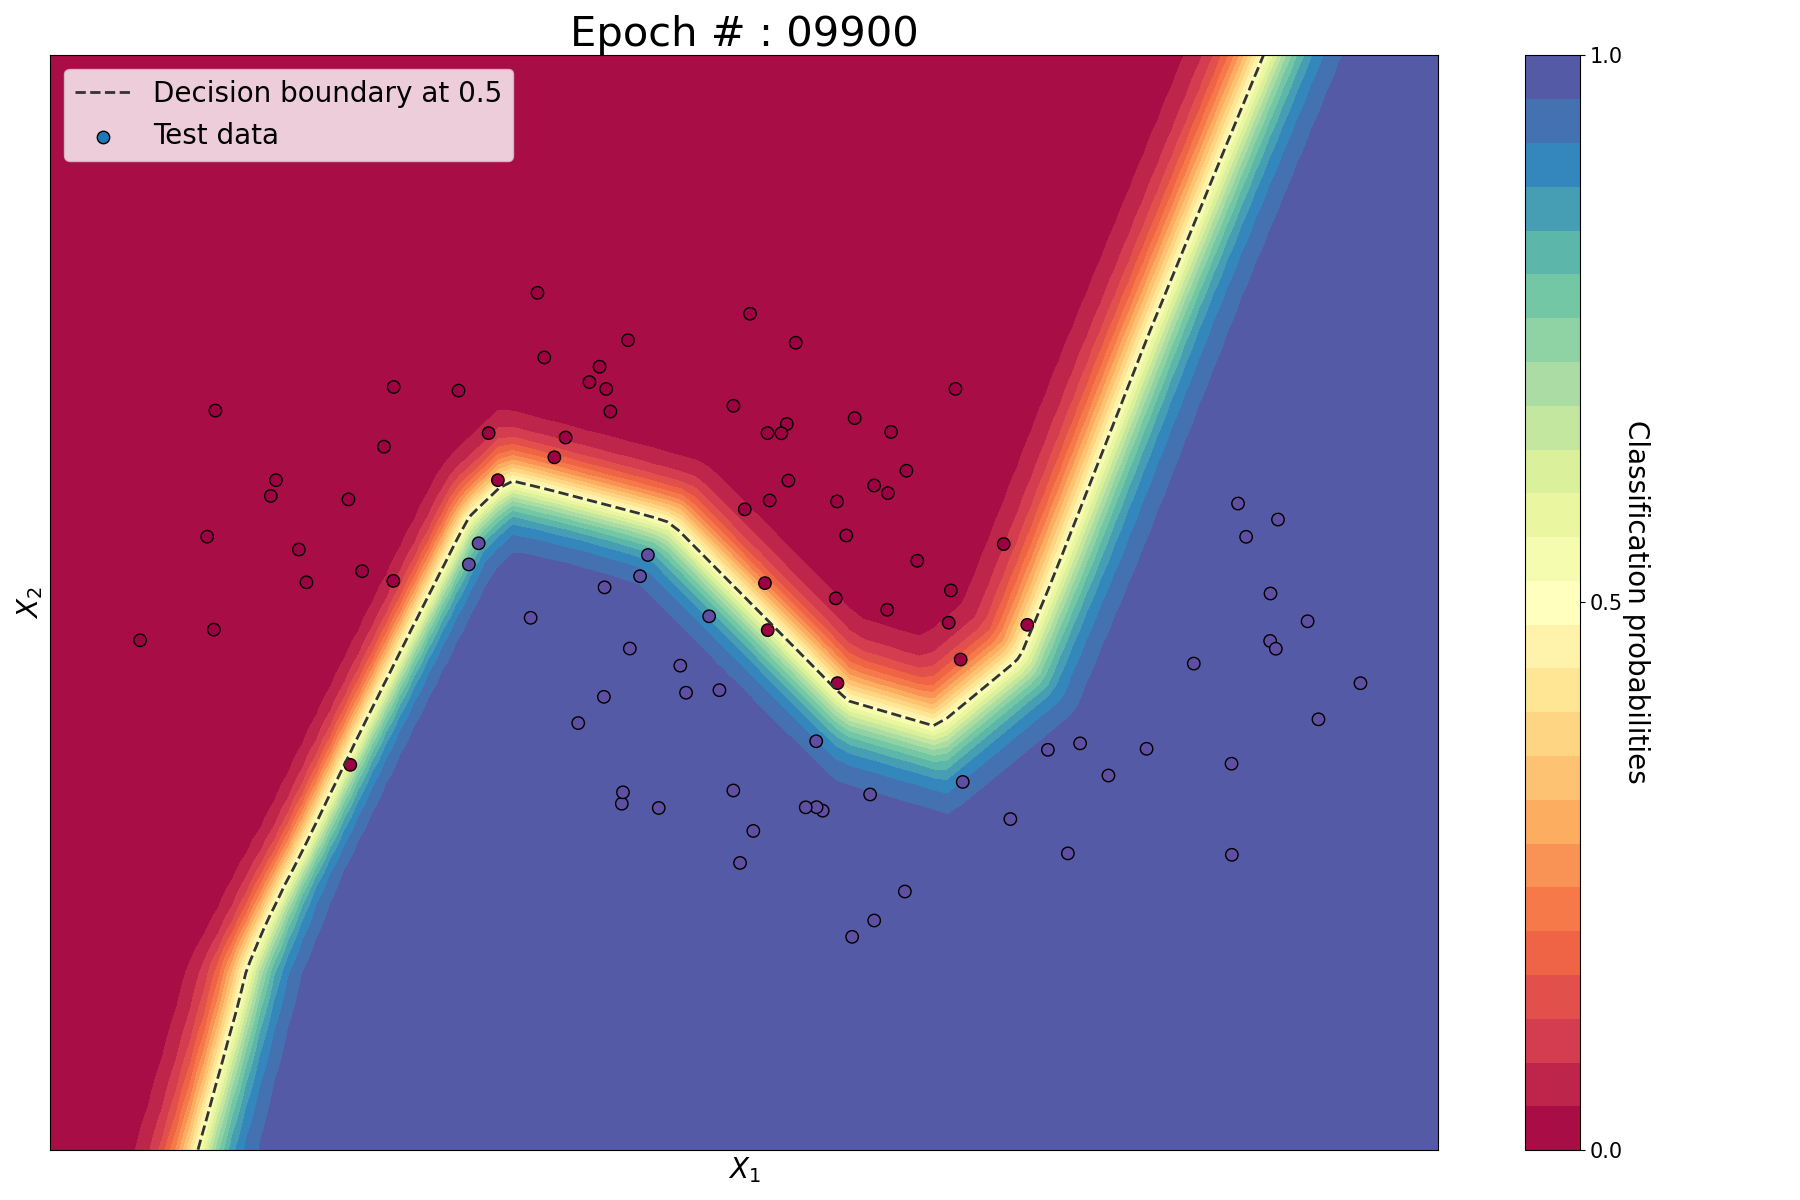 Epoch # : 09900
Decision boundary at 0.5
Test data
X₂
X₁
1.0
0.5
0.0
Classification probabilities